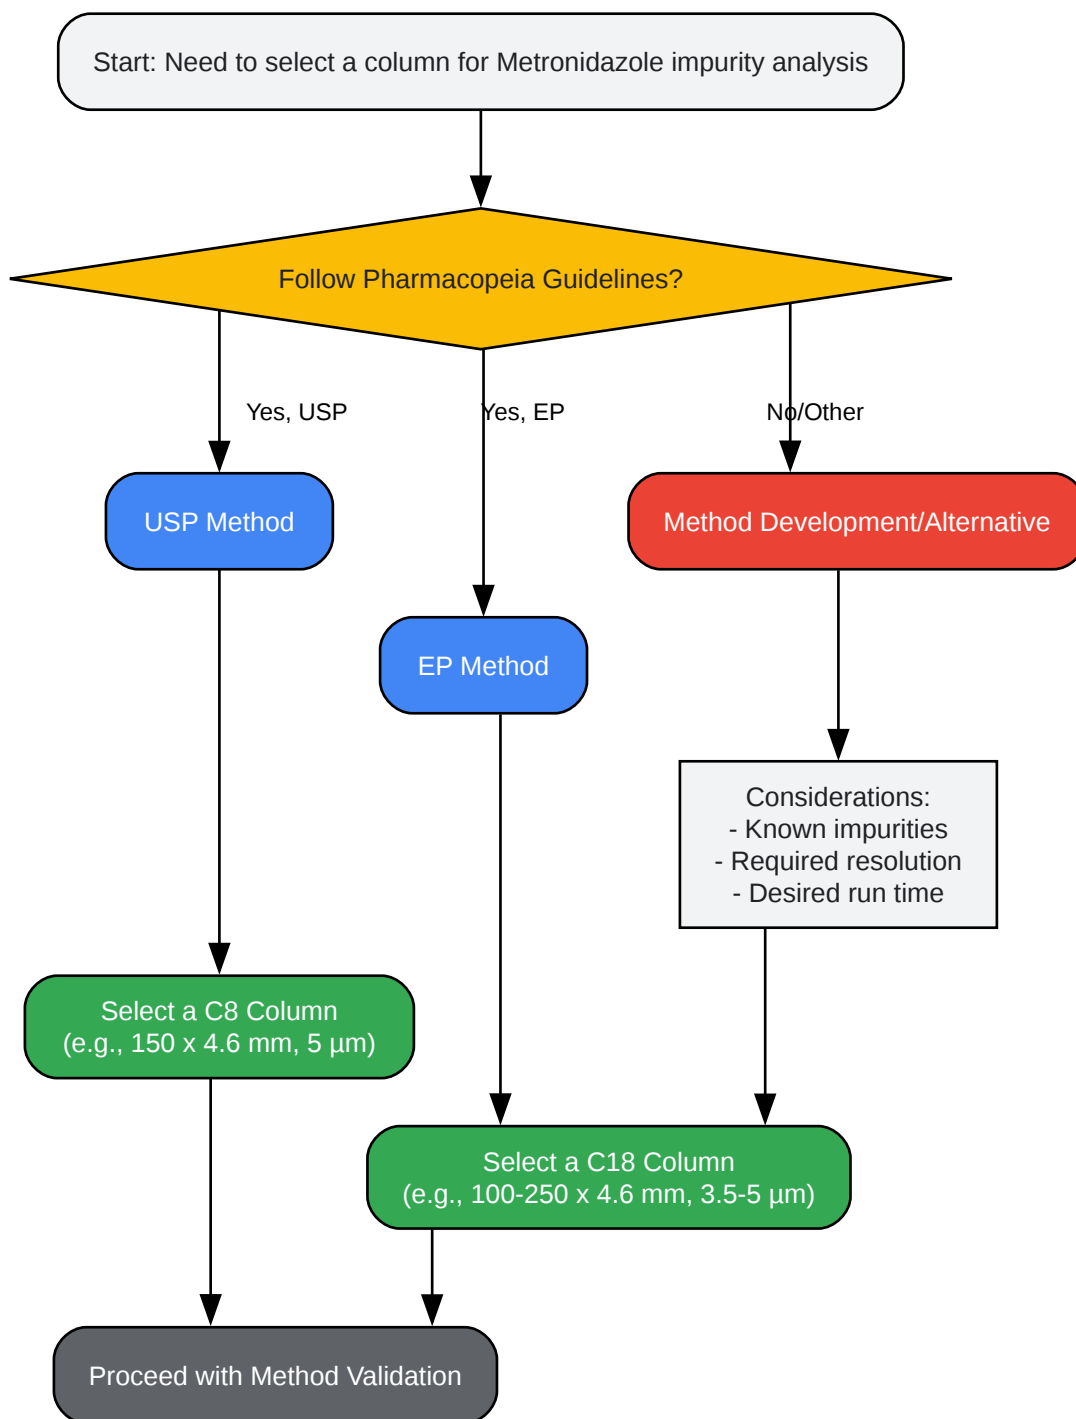 Start: Need to select a column for Metronidazole impurity analysis
Follow Pharmacopeia Guidelines?
Yes, USP
Yes, EP
No/Other
USP Method
Method Development/Alternative
EP Method
Considerations:
- Known impurities
- Required resolution
- Desired run time
Select a C8 Column
(e.g., 150 x 4.6 mm, 5 µm)
Select a C18 Column
(e.g., 100-250 x 4.6 mm, 3.5-5 µm)
Proceed with Method Validation